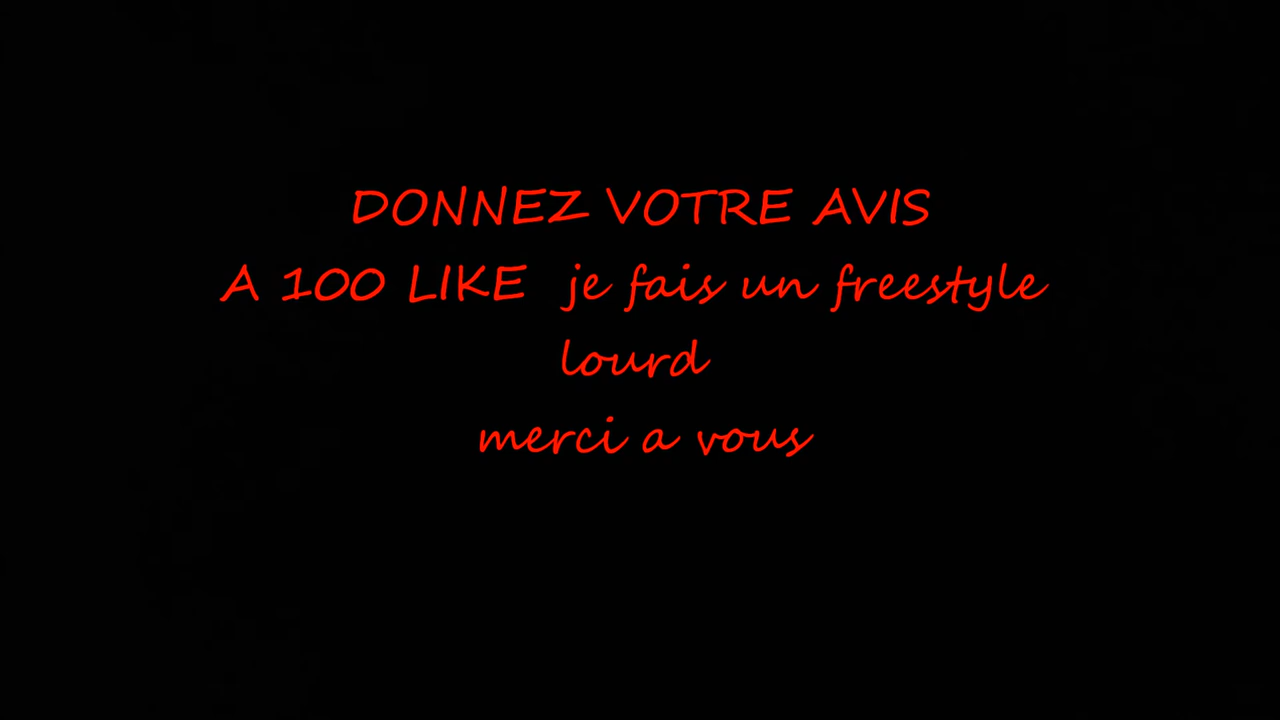 DONNEZ VOTRE AVIS
A 100 LIKE je fais un freestyle
lourd
merci a vous